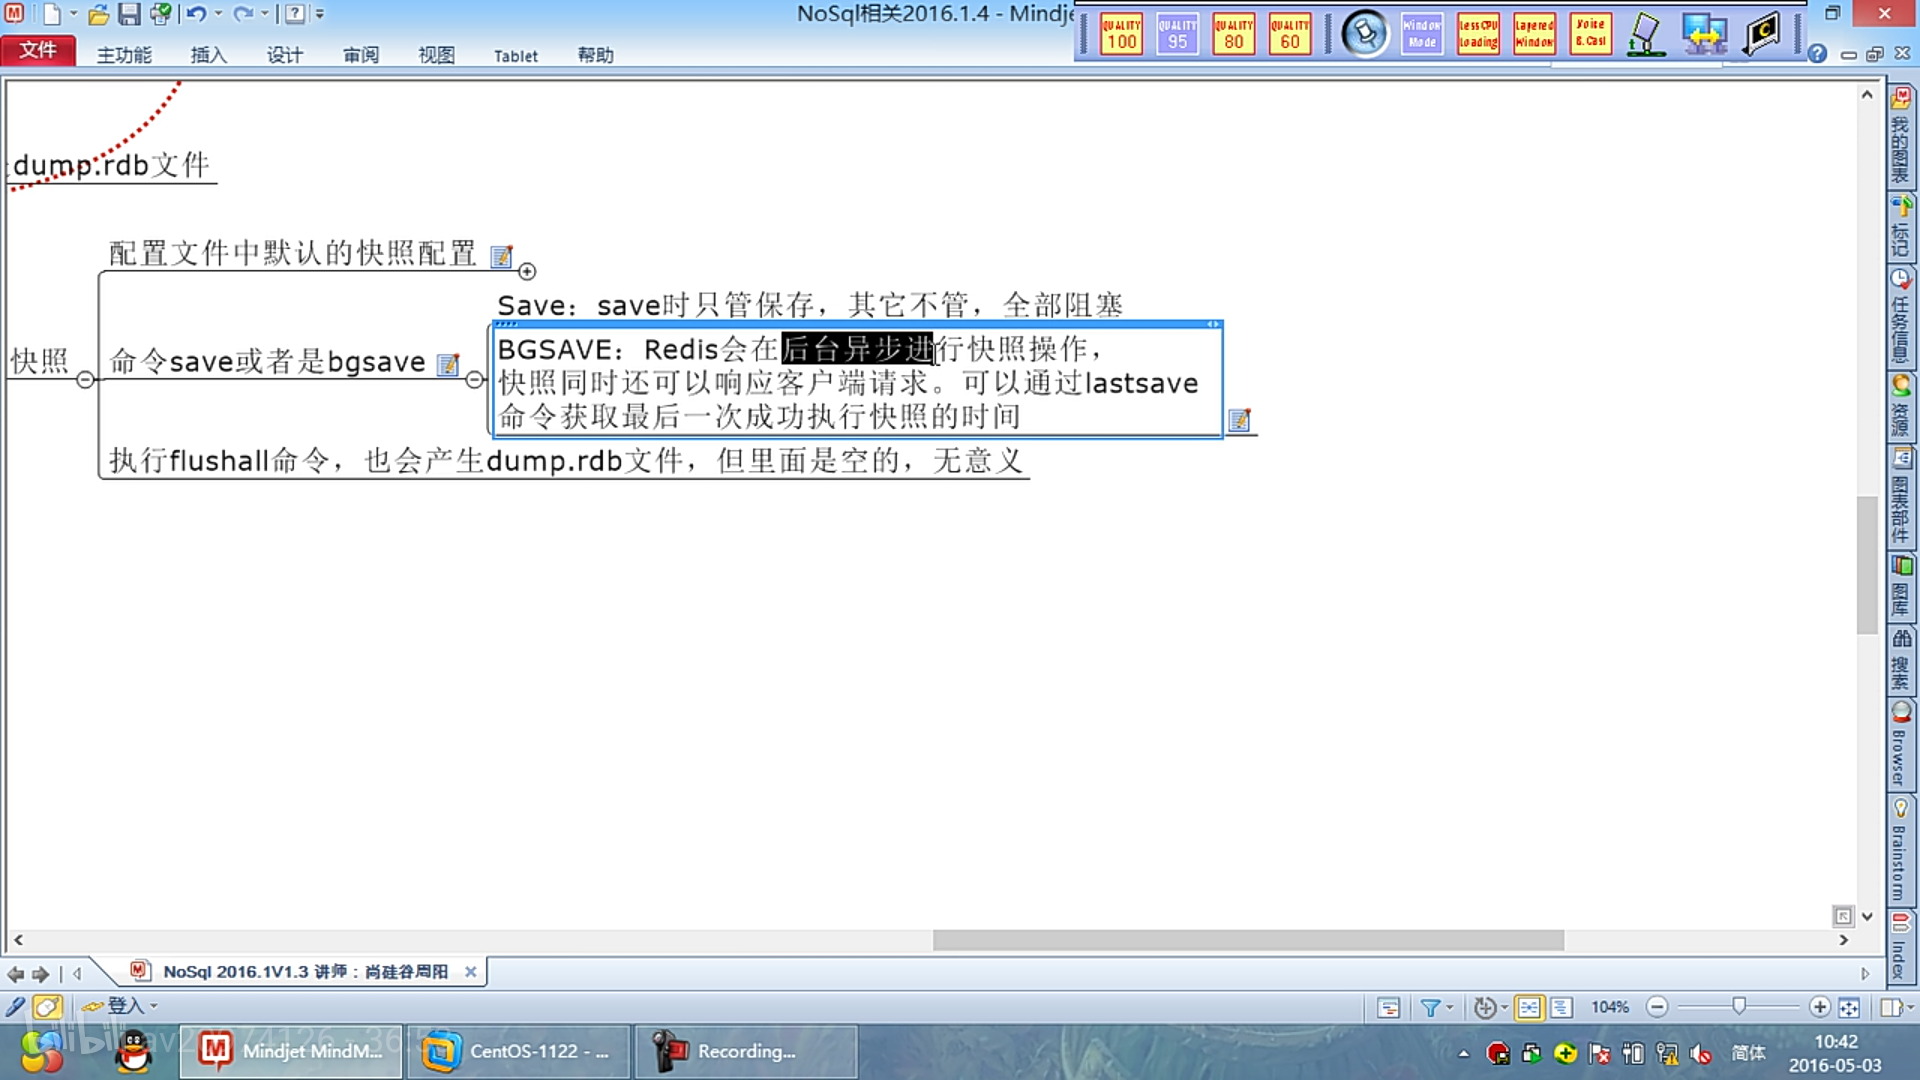 NoSql相关2016.1.4 - Mindje
QUALITY 100
QUALITY 95
QUALITY 80
QUALITY 60
Window Mode
LessCPU Loading
Layered Window
Voice B.Cast
文件
主功能
插入
设计
审阅
视图
Tablet
帮助
dump.rdb文件
配置文件中默认的快照配置
Save：save时只管保存，其它不管，全部阻塞
快照
命令save或者是bgsave
BGSAVE：Redis会在后台异步进行快照操作，
快照同时还可以响应客户端请求。可以通过lastsave
命令获取最后一次成功执行快照的时间
执行flushall命令，也会产生dump.rdb文件，但里面是空的，无意义
我的图表
标记
任务信息
资源
图表部件
图库
搜索
Browser
Brainstorm
Index
NoSql 2016.1V1.3 讲师：尚硅谷周阳
登入
104%
Mindjet MindM...
CentOS-1122 - ...
Recording...
简体
10:42
2016-05-03